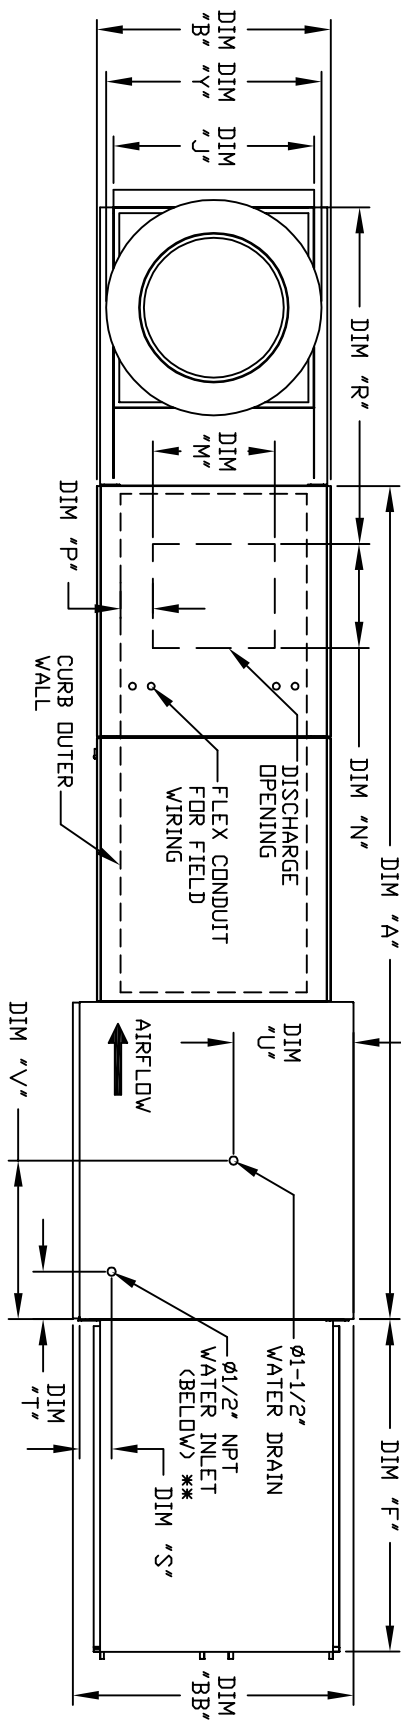 DIM
"B"
DIM
"Y"
DIM
"J"
DIM "R"
DIM
"M"
DIM "P"
CURB OUTER
WALL
FLEX CONDUIT
FOR FIELD
WIRING
DISCHARGE
OPENING
DIM "N"
DIM "A"
DIM
"U"
AIRFLOW
DIM "V"
Ø1-1/2"
WATER DRAIN
Ø1/2" NPT
WATER INLET
(BELOW) **
DIM
"T"
DIM "S"
DIM "F"
DIM
"BB"